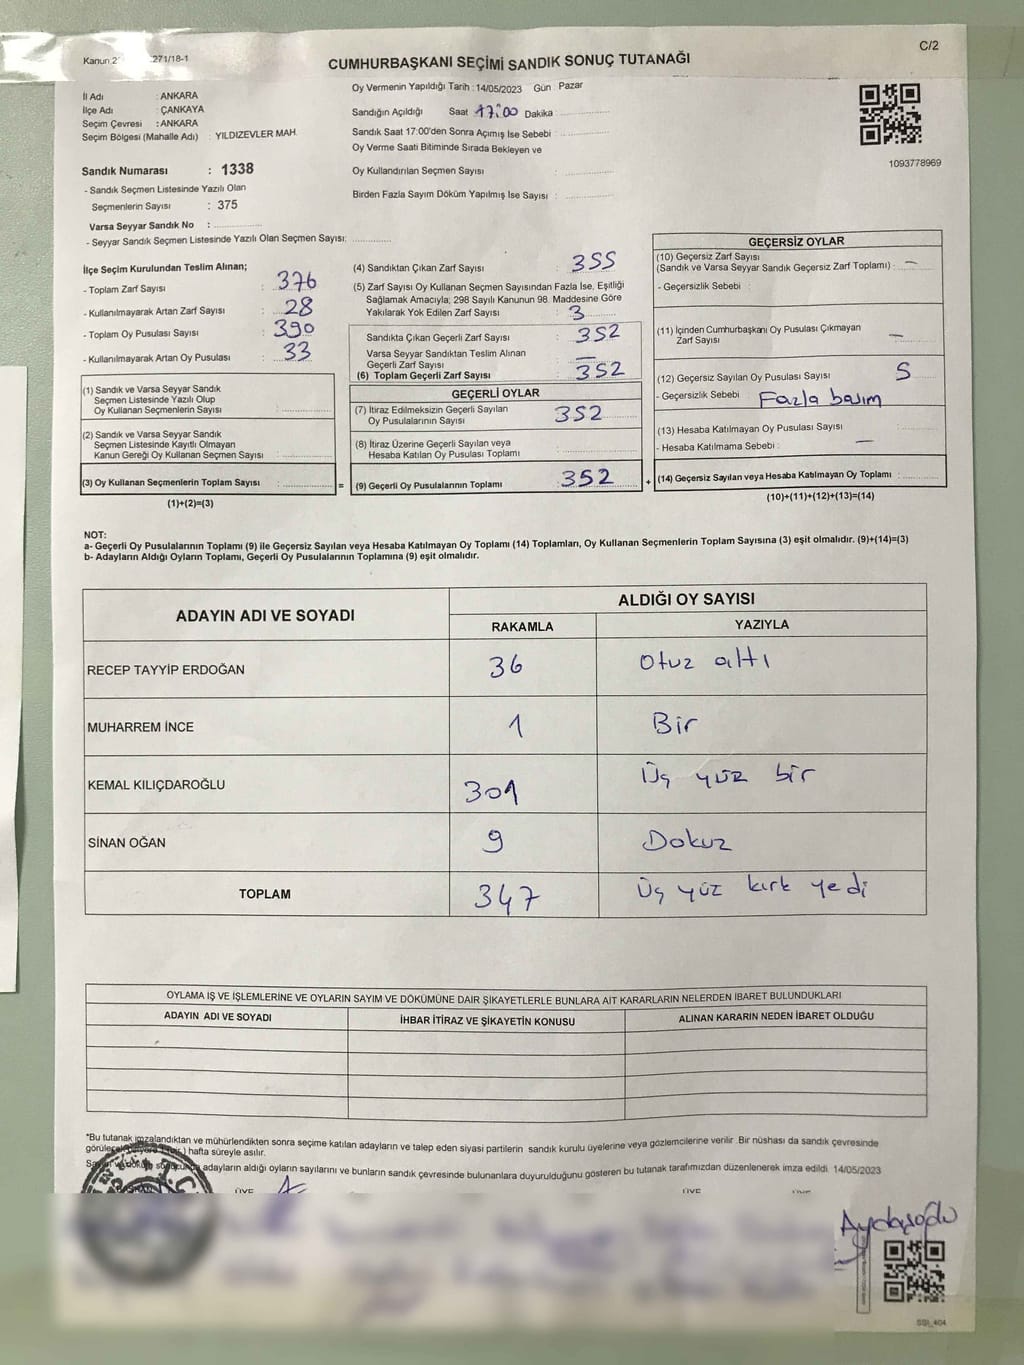 Kanun 2 271/18-1
C/2
CUMHURBAŞKANI SEÇİMİ SANDIK SONUÇ TUTANAĞI
İl Adı : ANKARA
İlçe Adı : ÇANKAYA
Seçim Çevresi : ANKARA
Seçim Bölgesi (Mahalle Adı) : YILDIZEVLER MAH.
Sandık Numarası : 1338
- Sandık Seçmen Listesinde Yazılı Olan
Seçmenlerin Sayısı : 375
Varsa Seyyar Sandık No :
- Seyyar Sandık Seçmen Listesinde Yazılı Olan Seçmen Sayısı:
Oy Vermenin Yapıldığı Tarih : 14/05/2023 Gün : Pazar
Sandığın Açıldığı Saat 17:00 Dakika :
Sandık Saat 17:00'den Sonra Açımış İse Sebebi :
Oy Verme Saati Bitiminde Sırada Bekleyen ve
Oy Kullandırılan Seçmen Sayısı :
Birden Fazla Sayım Döküm Yapılmış İse Sayısı :
1093778969
İlçe Seçim Kurulundan Teslim Alınan;
- Toplam Zarf Sayısı : 376
- Kullanılmayarak Artan Zarf Sayısı : 28
- Toplam Oy Pusulası Sayısı : 390
- Kullanılmayarak Artan Oy Pusulası : 33
(1) Sandık ve Varsa Seyyar Sandık
Seçmen Listesinde Yazılı Olup
Oy Kullanan Seçmenlerin Sayısı :
(2) Sandık ve Varsa Seyyar Sandık
Seçmen Listesinde Kayıtlı Olmayan
Kanun Gereği Oy Kullanan Seçmen Sayısı :
(3) Oy Kullanan Seçmenlerin Toplam Sayısı :
(1)+(2)=(3)
(4) Sandıktan Çıkan Zarf Sayısı : 355
(5) Zarf Sayısı Oy Kullanan Seçmen Sayısından Fazla İse, Eşitliği
Sağlamak Amacıyla; 298 Sayılı Kanunun 98. Maddesine Göre
Yakılarak Yok Edilen Zarf Sayısı : 3
Sandıkta Çıkan Geçerli Zarf Sayısı : 352
Varsa Seyyar Sandıktan Teslim Alınan
Geçerli Zarf Sayısı : —
(6) Toplam Geçerli Zarf Sayısı : 352
GEÇERLİ OYLAR
(7) İtiraz Edilmeksizin Geçerli Sayılan
Oy Pusulalarının Sayısı : 352
(8) İtiraz Üzerine Geçerli Sayılan veya
Hesaba Katılan Oy Pusulası Toplamı :
= (9) Geçerli Oy Pusulalarının Toplamı : 352
GEÇERSİZ OYLAR
(10) Geçersiz Zarf Sayısı
(Sandık ve Varsa Seyyar Sandık Geçersiz Zarf Toplamı) : —
- Geçersizlik Sebebi :
(11) İçinden Cumhurbaşkanı Oy Pusulası Çıkmayan
Zarf Sayısı : —
(12) Geçersiz Sayılan Oy Pusulası Sayısı : 5
- Geçersizlik Sebebi : Fazla basım
(13) Hesaba Katılmayan Oy Pusulası Sayısı :
- Hesaba Katılmama Sebebi : —
+ (14) Geçersiz Sayılan veya Hesaba Katılmayan Oy Toplamı :
(10)+(11)+(12)+(13)=(14)
NOT:
a- Geçerli Oy Pusulalarının Toplamı (9) ile Geçersiz Sayılan veya Hesaba Katılmayan Oy Toplamı (14) Toplamları, Oy Kullanan Seçmenlerin Toplam Sayısına (3) eşit olmalıdır. (9)+(14)=(3)
b- Adayların Aldığı Oyların Toplamı, Geçerli Oy Pusulalarının Toplamına (9) eşit olmalıdır.
ADAYIN ADI VE SOYADI ALDIĞI OY SAYISI
RAKAMLA YAZIYLA
RECEP TAYYİP ERDOĞAN 36 Otuz altı
MUHARREM İNCE 1 Bir
KEMAL KILIÇDAROĞLU 301 Üç yüz bir
SİNAN OĞAN 9 Dokuz
TOPLAM 347 Üç yüz kırk yedi
OYLAMA İŞ VE İŞLEMLERİNE VE OYLARIN SAYIM VE DÖKÜMÜNE DAİR ŞİKAYETLERLE BUNLARA AİT KARARLARIN NELERDEN İBARET BULUNDUKLARI
ADAYIN ADI VE SOYADI İHBAR İTİRAZ VE ŞİKAYETİN KONUSU ALINAN KARARIN NEDEN İBARET OLDUĞU
*Bu tutanak imzalandıktan ve mühürlendikten sonra seçime katılan adayların ve talep eden siyasi partilerin sandık kurulu üyelerine veya gözlemcilerine verilir. Bir nüshası da sandık çevresinde
hafta süreyle asılır.
adayların aldığı oyların sayılarını ve bunların sandık çevresinde bulunanlara duyurulduğunu gösteren bu tutanak tarafımızdan düzenlenerek imza edildi. 14/05/2023
ÜYE ÜYE
SSI_404